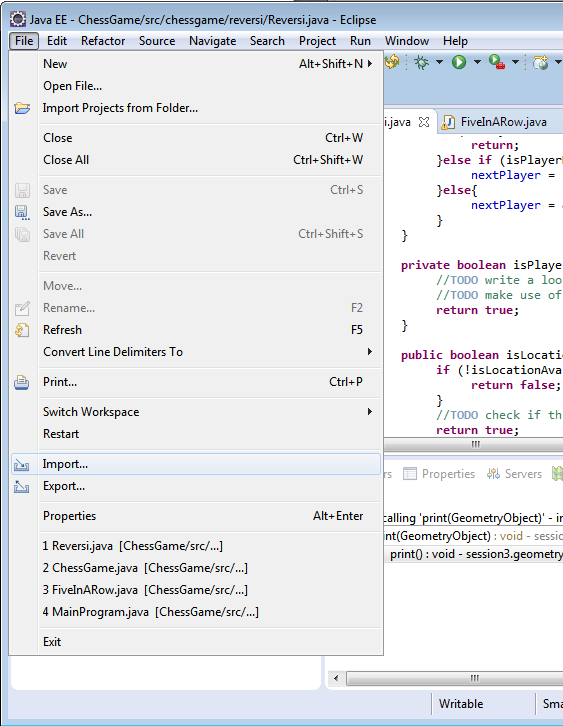 Java EE - ChessGame/src/chessgame/reversi/Reversi.java - Eclipse
File Edit Refactor Source Navigate Search Project Run Window Help
New Alt+Shift+N
Open File...
Import Projects from Folder...
Close Ctrl+W
Close All Ctrl+Shift+W
Save Ctrl+S
Save As...
Save All Ctrl+Shift+S
Revert
Move...
Rename... F2
Refresh F5
Convert Line Delimiters To
Print... Ctrl+P
Switch Workspace
Restart
Import...
Export...
Properties Alt+Enter
1 Reversi.java [ChessGame/src/...]
2 ChessGame.java [ChessGame/src/...]
3 FiveInARow.java [ChessGame/src/...]
4 MainProgram.java [ChessGame/src/...]
Exit
i.java FiveInARow.java
return;
}else if (isPlayer
nextPlayer =
}else{
nextPlayer =
}
}
private boolean isPlaye
//TODO write a loo
//TODO make use of
return true;
}
public boolean isLocatio
if (!isLocationAva
return false;
}
//TODO check if th
return true;
rs Properties Servers
calling 'print(GeometryObject)' - in
nt(GeometryObject) : void - sessio
print() : void - session3.geometry
Writable Sma